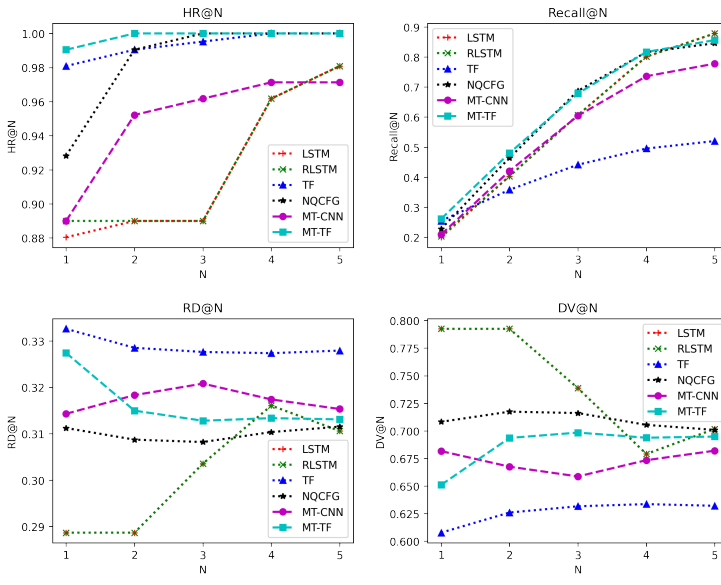 HR@N
1.00
0.98
0.96
0.94
0.92
0.90
0.88
HR@N
1
2
3
4
5
N
LSTM
RLSTM
TF
NQCFG
MT-CNN
MT-TF
Recall@N
0.9
0.8
0.7
0.6
0.5
0.4
0.3
0.2
Recall@N
1
2
3
4
5
N
LSTM
RLSTM
TF
NQCFG
MT-CNN
MT-TF
RD@N
0.33
0.32
0.31
0.30
0.29
RD@N
1
2
3
4
5
N
LSTM
RLSTM
TF
NQCFG
MT-CNN
MT-TF
DV@N
0.800
0.775
0.750
0.725
0.700
0.675
0.650
0.625
0.600
DV@N
1
2
3
4
5
N
LSTM
RLSTM
TF
NQCFG
MT-CNN
MT-TF